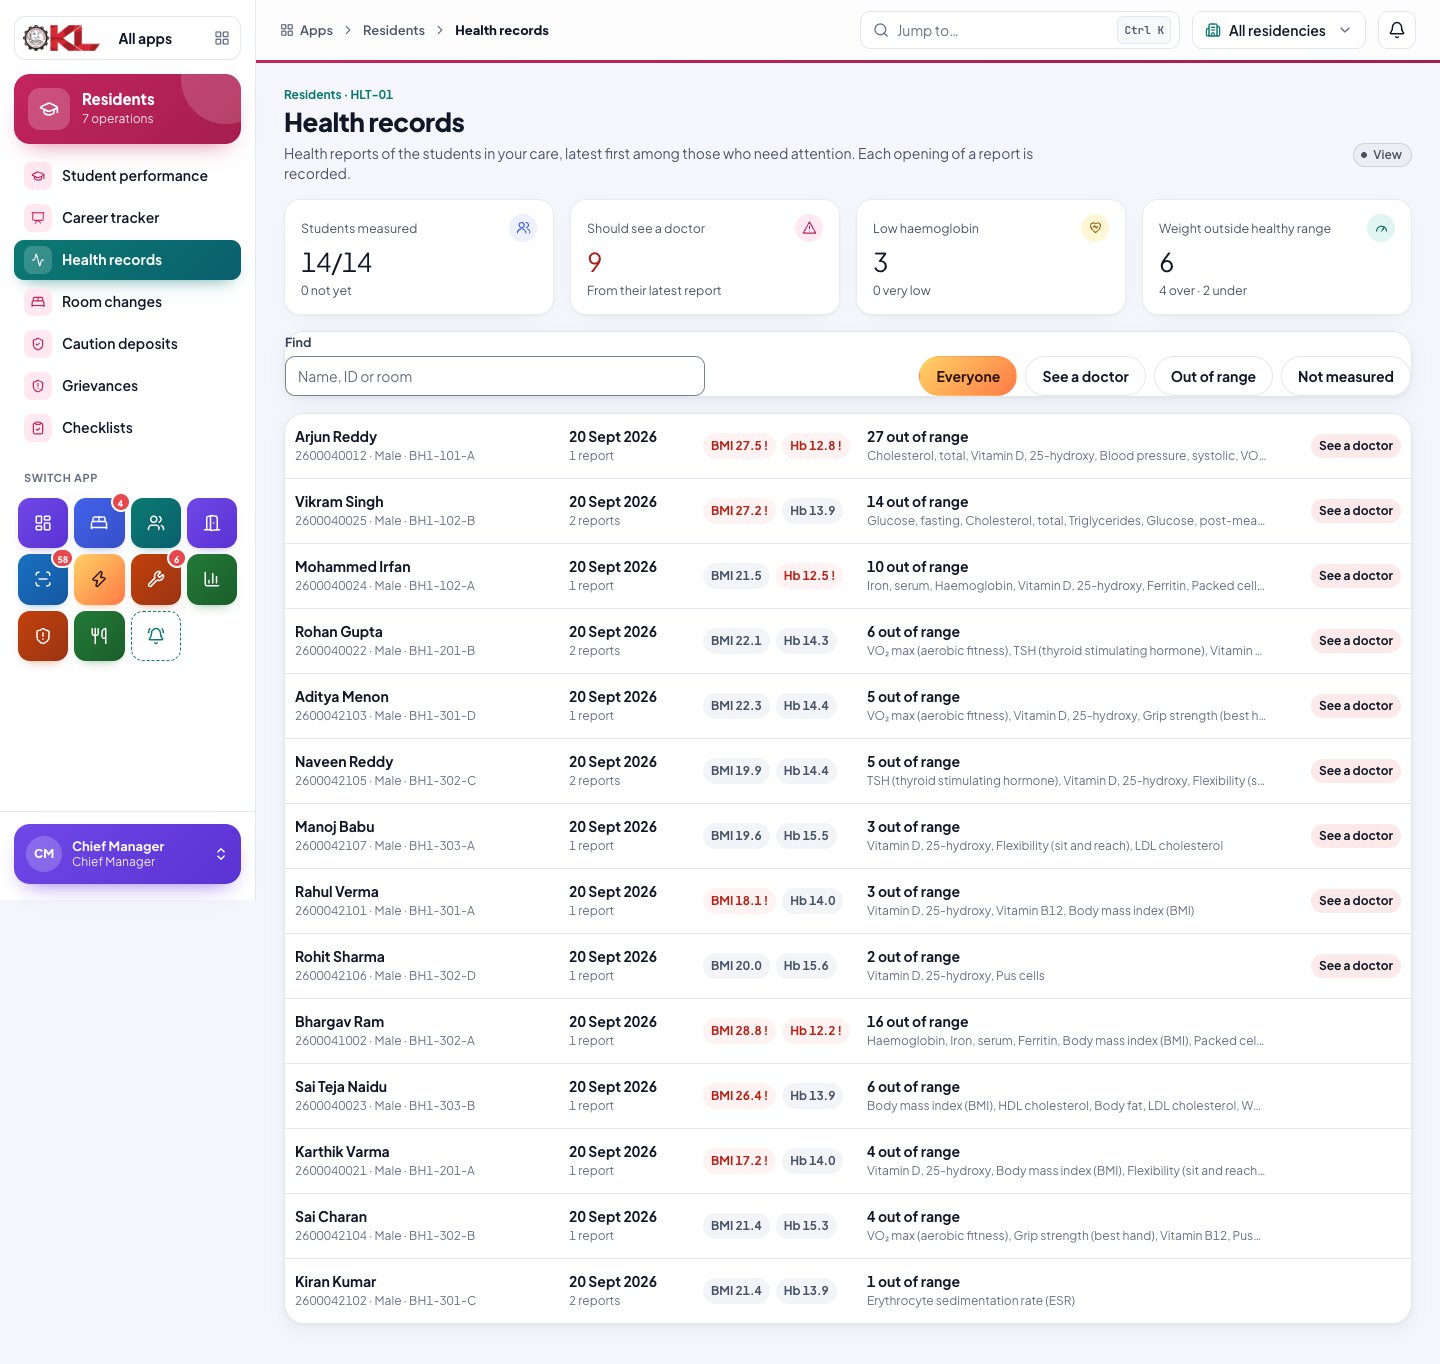 KL
All apps
Residents
7 operations
Student performance
Career tracker
Health records
Room changes
Caution deposits
Grievances
Checklists
SWITCH APP
4
58
6
CM
Chief Manager
Chief Manager
Apps
Residents
Health records
Jump to...
Ctrl K
All residencies
Residents · HLT-01
Health records
Health reports of the students in your care, latest first among those who need attention. Each opening of a report is
recorded.
View
Students measured
14/14
0 not yet
Should see a doctor
9
From their latest report
Low haemoglobin
3
0 very low
Weight outside healthy range
6
4 over · 2 under
Find
Name, ID or room
Everyone
See a doctor
Out of range
Not measured
Arjun Reddy
2600040012 · Male · BH1-101-A
20 Sept 2026
1 report
BMI 27.5 !
Hb 12.8 !
27 out of range
Cholesterol, total, Vitamin D, 25-hydroxy, Blood pressure, systolic, VO...
See a doctor
Vikram Singh
2600040025 · Male · BH1-102-B
20 Sept 2026
2 reports
BMI 27.2 !
Hb 13.9
14 out of range
Glucose, fasting, Cholesterol, total, Triglycerides, Glucose, post-mea...
See a doctor
Mohammed Irfan
2600040024 · Male · BH1-102-A
20 Sept 2026
1 report
BMI 21.5
Hb 12.5 !
10 out of range
Iron, serum, Haemoglobin, Vitamin D, 25-hydroxy, Ferritin, Packed cell...
See a doctor
Rohan Gupta
2600040022 · Male · BH1-201-B
20 Sept 2026
2 reports
BMI 22.1
Hb 14.3
6 out of range
VO₂ max (aerobic fitness), TSH (thyroid stimulating hormone), Vitamin ...
See a doctor
Aditya Menon
2600042103 · Male · BH1-301-D
20 Sept 2026
1 report
BMI 22.3
Hb 14.4
5 out of range
VO₂ max (aerobic fitness), Vitamin D, 25-hydroxy, Grip strength (best h...
See a doctor
Naveen Reddy
2600042105 · Male · BH1-302-C
20 Sept 2026
2 reports
BMI 19.9
Hb 14.4
5 out of range
TSH (thyroid stimulating hormone), Vitamin D, 25-hydroxy, Flexibility (s...
See a doctor
Manoj Babu
2600042107 · Male · BH1-303-A
20 Sept 2026
1 report
BMI 19.6
Hb 15.5
3 out of range
Vitamin D, 25-hydroxy, Flexibility (sit and reach), LDL cholesterol
See a doctor
Rahul Verma
2600042101 · Male · BH1-301-A
20 Sept 2026
1 report
BMI 18.1 !
Hb 14.0
3 out of range
Vitamin D, 25-hydroxy, Vitamin B12, Body mass index (BMI)
See a doctor
Rohit Sharma
2600042106 · Male · BH1-302-D
20 Sept 2026
1 report
BMI 20.0
Hb 15.6
2 out of range
Vitamin D, 25-hydroxy, Pus cells
See a doctor
Bhargav Ram
2600041002 · Male · BH1-302-A
20 Sept 2026
1 report
BMI 28.8 !
Hb 12.2 !
16 out of range
Haemoglobin, Iron, serum, Ferritin, Body mass index (BMI), Packed cel...
Sai Teja Naidu
2600040023 · Male · BH1-303-B
20 Sept 2026
1 report
BMI 26.4 !
Hb 13.9
6 out of range
Body mass index (BMI), HDL cholesterol, Body fat, LDL cholesterol, W...
Karthik Varma
2600040021 · Male · BH1-201-A
20 Sept 2026
1 report
BMI 17.2 !
Hb 14.0
4 out of range
Vitamin D, 25-hydroxy, Body mass index (BMI), Flexibility (sit and reach...
Sai Charan
2600042104 · Male · BH1-302-B
20 Sept 2026
1 report
BMI 21.4
Hb 15.3
4 out of range
VO₂ max (aerobic fitness), Grip strength (best hand), Vitamin B12, Pus...
Kiran Kumar
2600042102 · Male · BH1-301-C
20 Sept 2026
2 reports
BMI 21.4
Hb 13.9
1 out of range
Erythrocyte sedimentation rate (ESR)